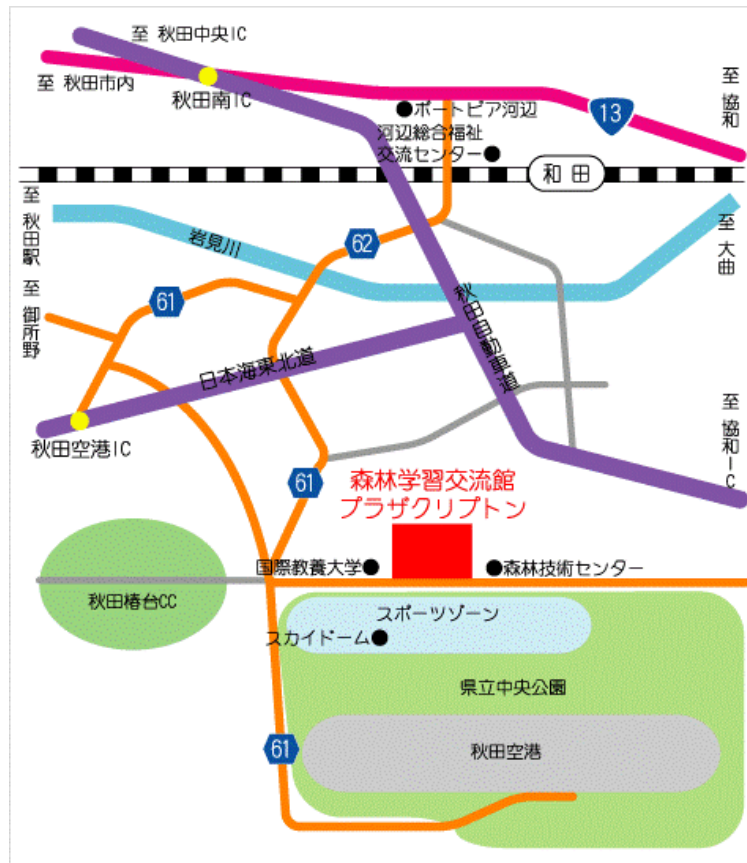 至 秋田中央IC
至 秋田市内
秋田南IC
至 協和
13
ポートピア河辺
河辺総合福祉
交流センター
和田
至 秋田駅
岩見川
62
至 大曲
至 御所野
61
秋田自動車道
日本海東北道
秋田空港IC
至 協和IC
61
森林学習交流館
プラザクリプトン
国際教養大学
森林技術センター
秋田椿台CC
スポーツゾーン
スカイドーム
県立中央公園
61
秋田空港